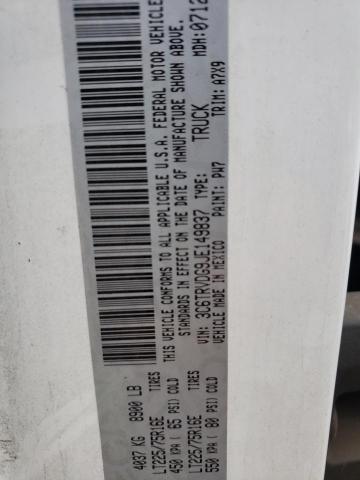 4037 KG 8900 LB
TIRES
LT225/75R16E
450 KPA ( 65 PSI) COLD
TIRES
LT225/75R16E
550 KPA ( 80 PSI) COLD
THIS VEHICLE CONFORMS TO ALL APPLICABLE U.S.A. FEDERAL MOTOR VEHICLE
STANDARDS IN EFFECT ON THE DATE OF MANUFACTURE SHOWN ABOVE.
VIN: 3C6TRVDG9JE149837 TYPE: TRUCK MDH: 0712
VEHICLE MADE IN MEXICO PAINT: PW7 TRIM: A7X9